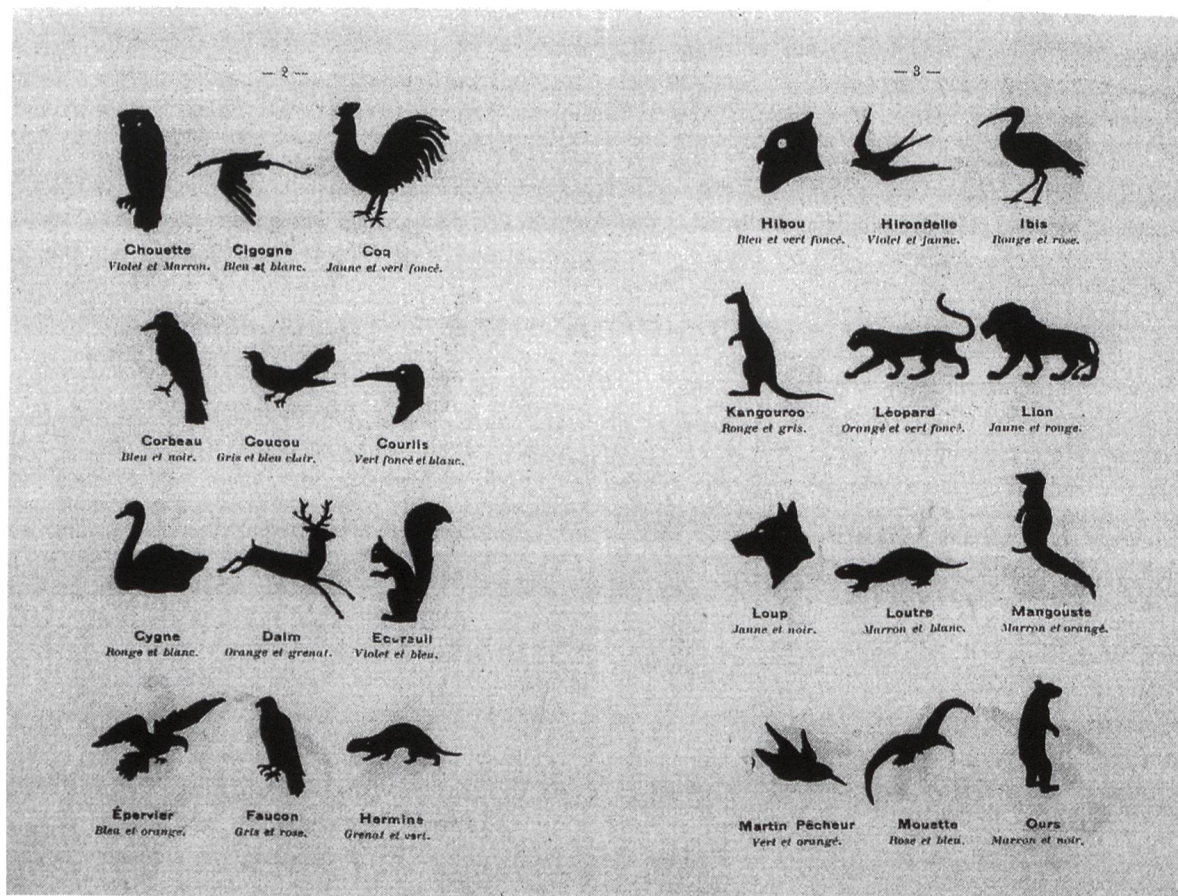 — 2 —
Chouette Cigogne Coq
Violet et Marron. Bleu et blanc. Jaune et vert foncé.
Corbeau Coucou Courlis
Bleu et noir. Gris et bleu clair. Vert foncé et blanc.
Cygne Daim Ecureuil
Rouge et blanc. Orange et grenat. Violet et bleu.
Épervier Faucon Hermine
Bleu et orange. Gris et rose. Grenat et vert.
— 3 —
Hibou Hirondelle Ibis
Bleu et vert foncé. Violet et jaune. Rouge et rose.
Kangouroo Léopard Lion
Rouge et gris. Orangé et vert foncé. Jaune et rouge.
Loup Loutre Mangouste
Jaune et noir. Marron et blanc. Marron et orangé.
Martin Pêcheur Mouette Ours
Vert et orangé. Rose et bleu. Marron et noir.